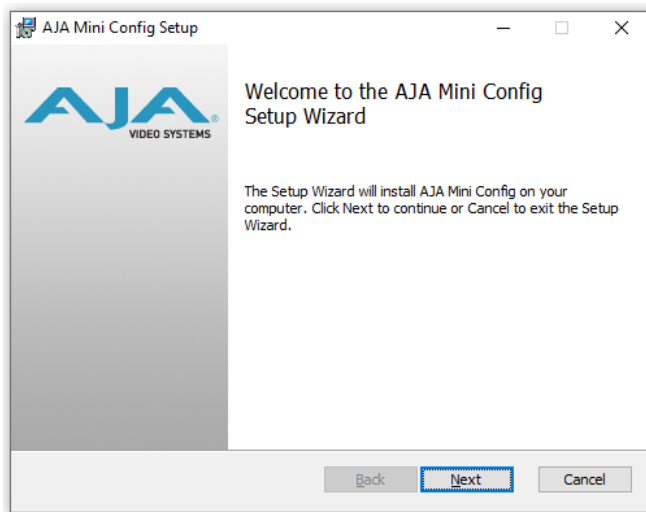 AJA Mini Config Setup
AJA
VIDEO SYSTEMS
Welcome to the AJA Mini Config
Setup Wizard
The Setup Wizard will install AJA Mini Config on your
computer. Click Next to continue or Cancel to exit the Setup
Wizard.
Back
Next
Cancel